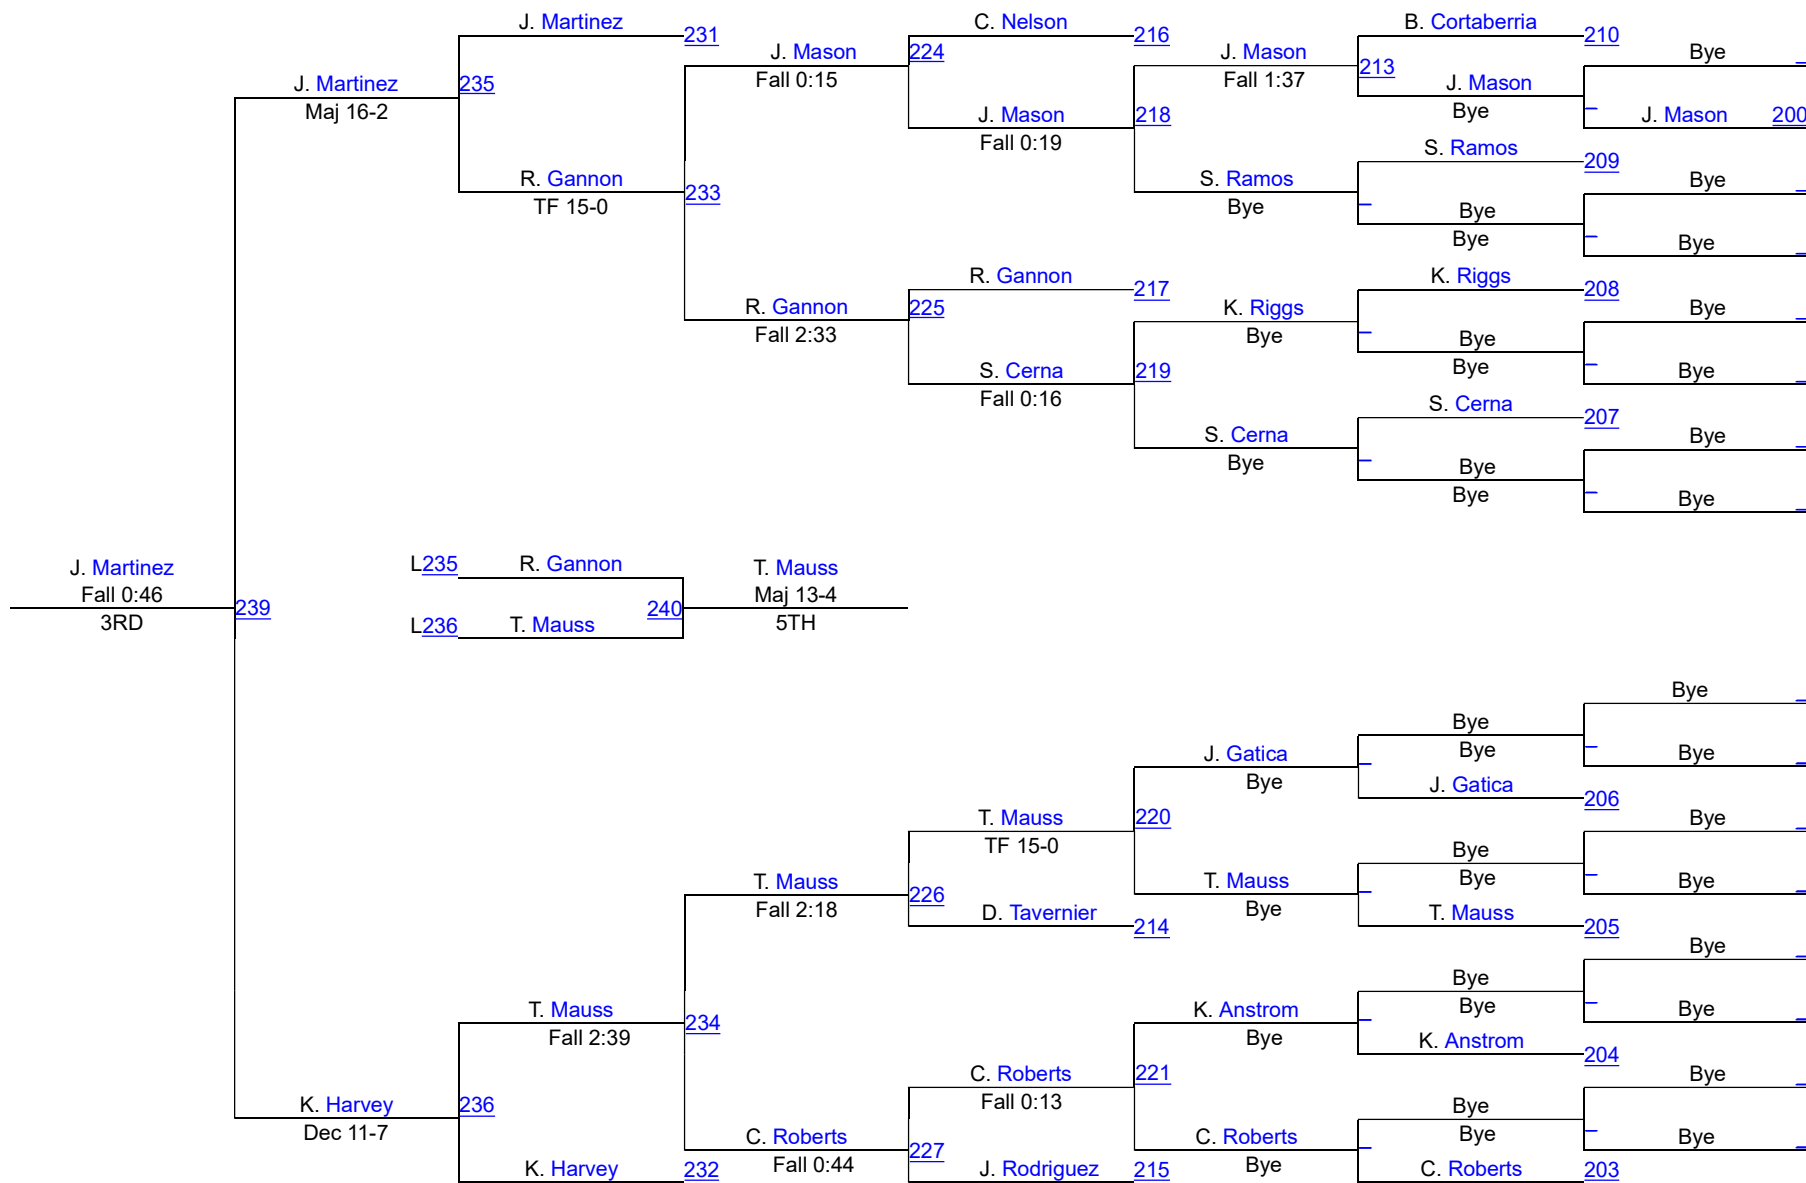 J. Martinez
231
J. Martinez
Maj 16-2
235
R. Gannon
TF 15-0
J. Mason
Fall 0:15
224
233
R. Gannon
Fall 2:33
225
C. Nelson
216
J. Mason
Fall 0:19
218
R. Gannon
217
S. Cerna
Fall 0:16
219
J. Mason
Fall 1:37
213
S. Ramos
Bye
K. Riggs
Bye
S. Cerna
Bye
B. Cortaberria
210
J. Mason
Bye
S. Ramos
209
Bye
Bye
K. Riggs
208
Bye
Bye
S. Cerna
207
Bye
Bye
Bye
J. Mason 200
Bye
Bye
Bye
Bye
Bye
Bye
J. Martinez
Fall 0:46
3RD
239
L235 R. Gannon
L236 T. Mauss
240
T. Mauss
Maj 13-4
5TH
K. Harvey
Dec 11-7
236
T. Mauss
Fall 2:39
234
K. Harvey
232
T. Mauss
Fall 2:18
226
C. Roberts
Fall 0:44
227
T. Mauss
TF 15-0
220
D. Tavernier
214
C. Roberts
Fall 0:13
221
J. Rodriguez
215
J. Gatica
Bye
T. Mauss
Bye
K. Anstrom
Bye
C. Roberts
Bye
Bye
Bye
J. Gatica
206
Bye
Bye
T. Mauss
205
Bye
Bye
K. Anstrom
204
Bye
Bye
C. Roberts
203
Bye
Bye
Bye
Bye
Bye
Bye
Bye
Bye